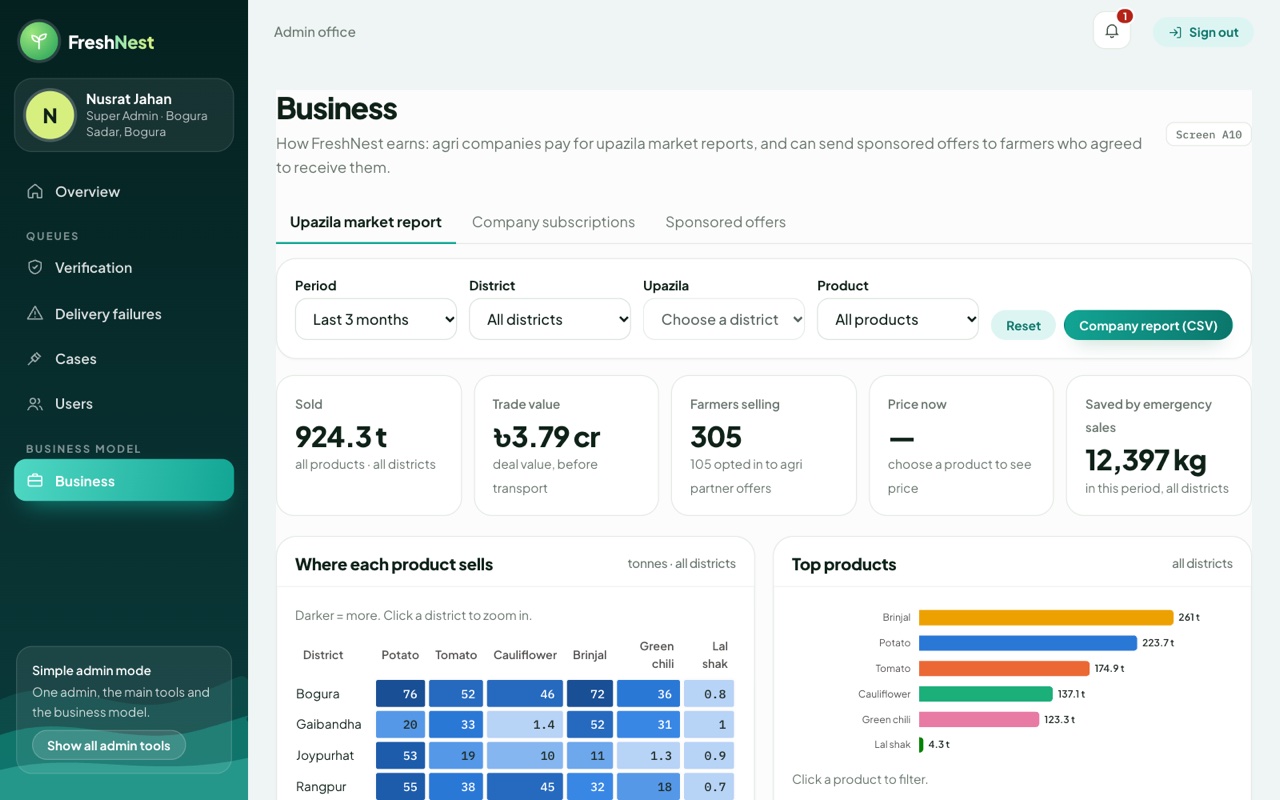 FreshNest
N
Nusrat Jahan
Super Admin · Bogura
Sadar, Bogura
Overview
QUEUES
Verification
Delivery failures
Cases
Users
BUSINESS MODEL
Business
Simple admin mode
One admin, the main tools and
the business model.
Show all admin tools
Admin office
1
Sign out
Business
How FreshNest earns: agri companies pay for upazila market reports, and can send sponsored offers to farmers who agreed
to receive them.
Screen A10
Upazila market report
Company subscriptions
Sponsored offers
Period
District
Upazila
Product
Last 3 months
All districts
Choose a district
All products
Reset
Company report (CSV)
Sold
924.3 t
all products · all districts
Trade value
৳3.79 cr
deal value, before
transport
Farmers selling
305
105 opted in to agri
partner offers
Price now
—
choose a product to see
price
Saved by emergency
sales
12,397 kg
in this period, all districts
Where each product sells
tonnes · all districts
Darker = more. Click a district to zoom in.
District Potato Tomato Cauliflower Brinjal Green chili Lal shak
Bogura 76 52 46 72 36 0.8
Gaibandha 20 33 1.4 52 31 1
Joypurhat 53 19 10 11 1.3 0.9
Rangpur 55 38 45 32 18 0.7
Top products
all districts
Brinjal 261 t
Potato 223.7 t
Tomato 174.9 t
Cauliflower 137.1 t
Green chili 123.3 t
Lal shak 4.3 t
Click a product to filter.